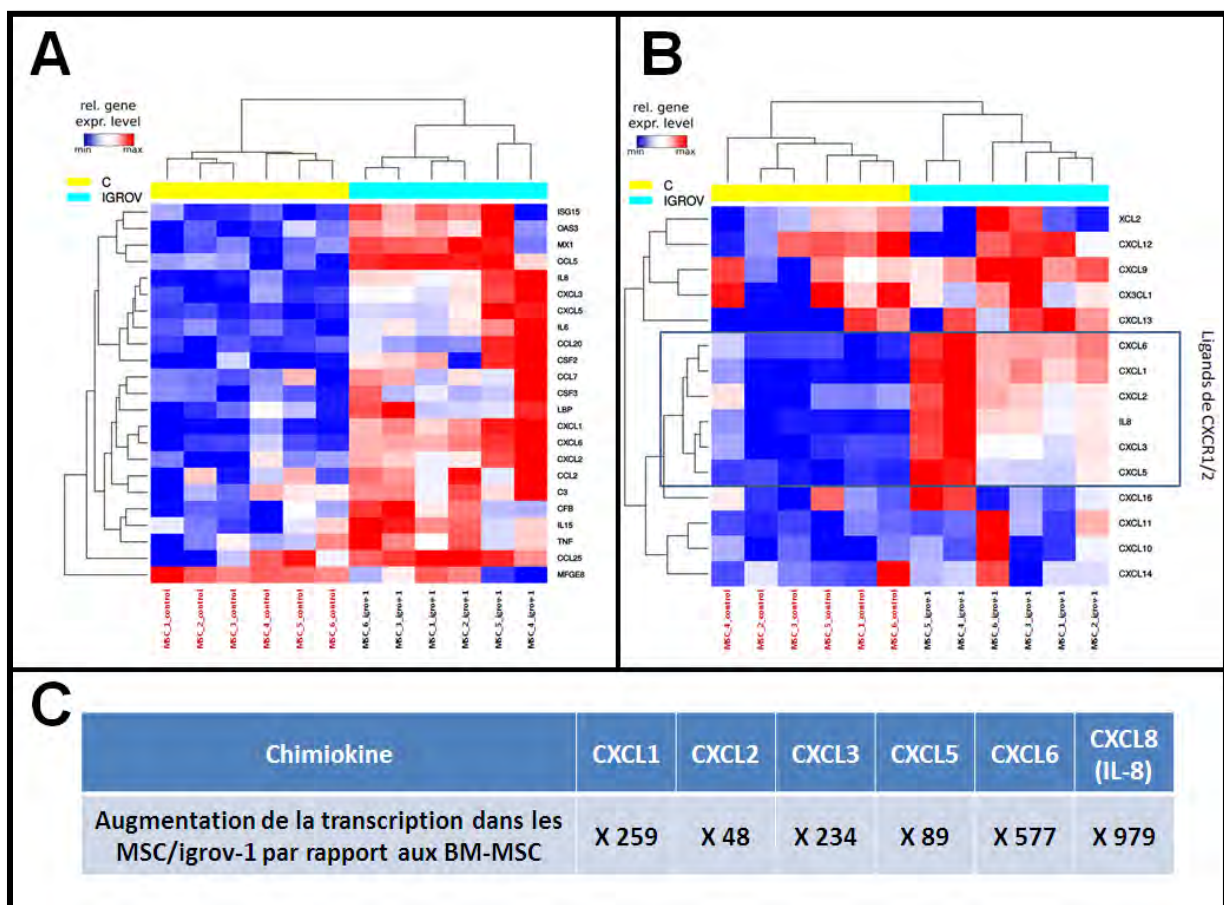 A
rel. gene
expr. level
min max
C
IGROV
ISG15
OAS3
MX1
CCL5
IL8
CXCL3
CXCL5
IL6
CCL20
CSF2
CCL7
CSF3
LBP
CXCL1
CXCL6
CXCL2
CCL2
C3
CFB
IL15
TNF
CCL25
MFGE8
MSC_1_control
MSC_2_control
MSC_3_control
MSC_4_control
MSC_5_control
MSC_6_control
MSC_6_igrov-1
MSC_3_igrov-1
MSC_1_igrov-1
MSC_2_igrov-1
MSC_5_igrov-1
MSC_4_igrov-1
B
rel. gene
expr. level
min max
C
IGROV
XCL2
CXCL12
CXCL9
CX3CL1
CXCL13
CXCL6
CXCL1
CXCL2
IL8
CXCL3
CXCL5
CXCL16
CXCL11
CXCL10
CXCL14
Ligands de CXCR1/2
MSC_4_control
MSC_2_control
MSC_3_control
MSC_5_control
MSC_1_control
MSC_6_control
MSC_5_igrov-1
MSC_4_igrov-1
MSC_6_igrov-1
MSC_3_igrov-1
MSC_1_igrov-1
MSC_2_igrov-1
C
Chimiokine CXCL1 CXCL2 CXCL3 CXCL5 CXCL6 CXCL8
(IL-8)
Augmentation de la transcription dans les
MSC/igrov-1 par rapport aux BM-MSC X 259 X 48 X 234 X 89 X 577 X 979